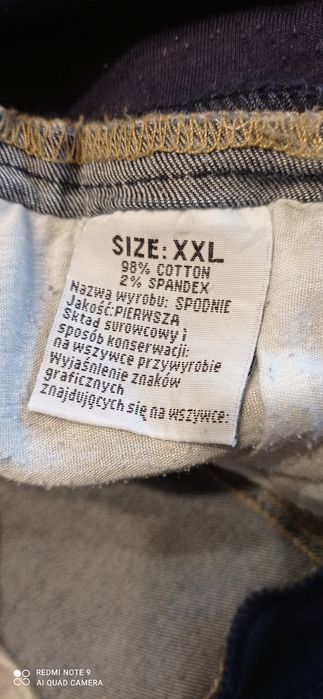 SIZE: XXL
98% COTTON
2% SPANDEX
Nazwa wyrobu: SPODNIE
Jakość:PIERWSZA
Skład surowcowy i
sposób konserwacji:
na wszywce przywyrobie
Wyjaśnienie znaków
graficznych
znajdujących się na wszywce:
REDMI NOTE 9
AI QUAD CAMERA